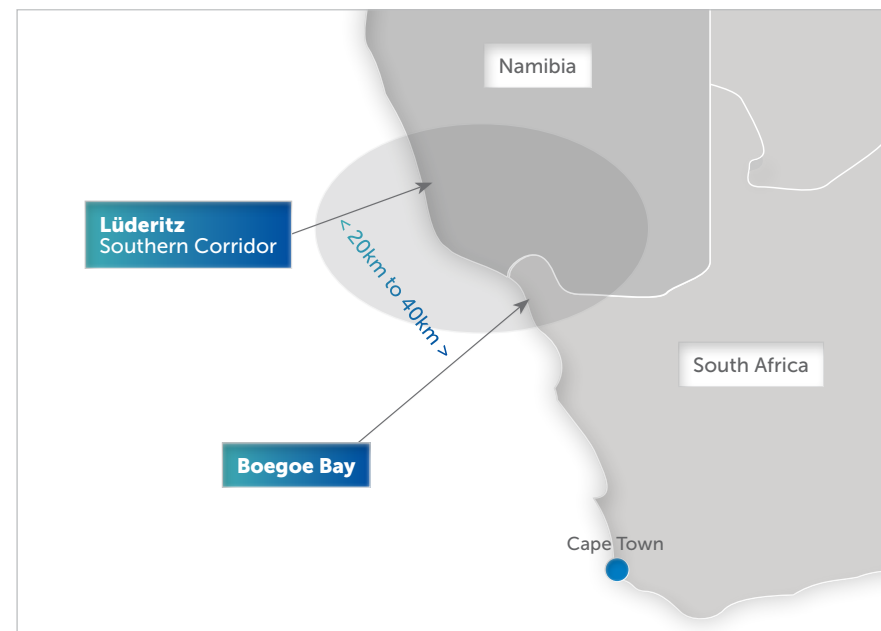 Namibia
Lüderitz
Southern Corridor
< 20km to 40km >
South Africa
Boegoe Bay
Cape Town